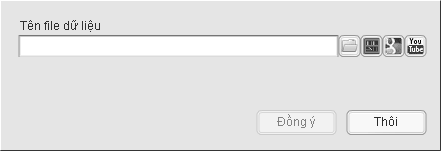 Tên file dữ liệu
You
Tube
Đồng ý
Thôi